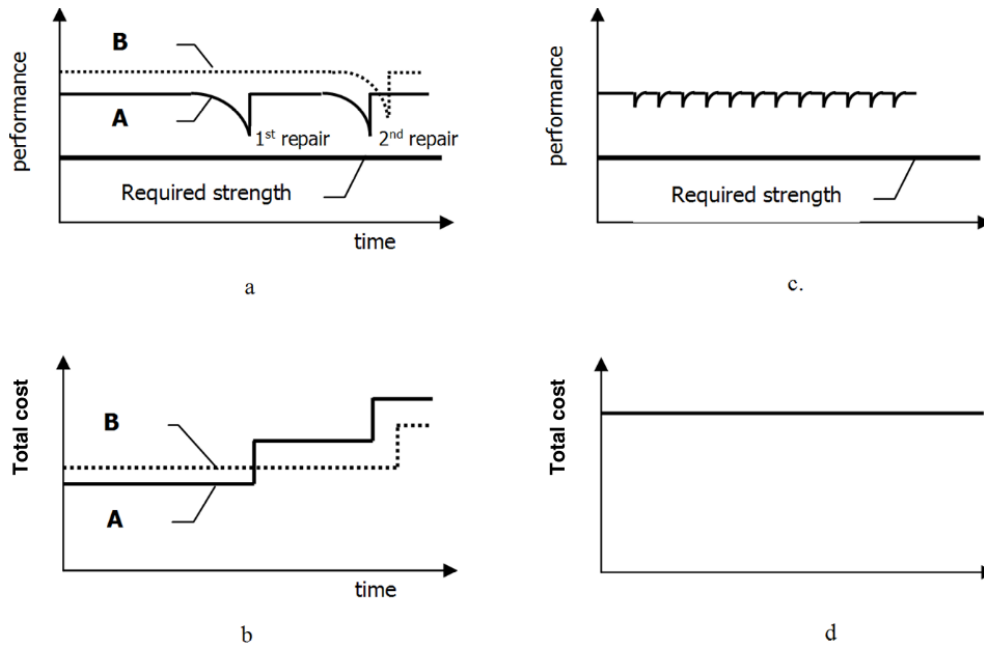 B
A
performance
1st repair
2nd repair
Required strength
time
a
performance
Required strength
c.
Total cost
B
A
time
b
Total cost
d